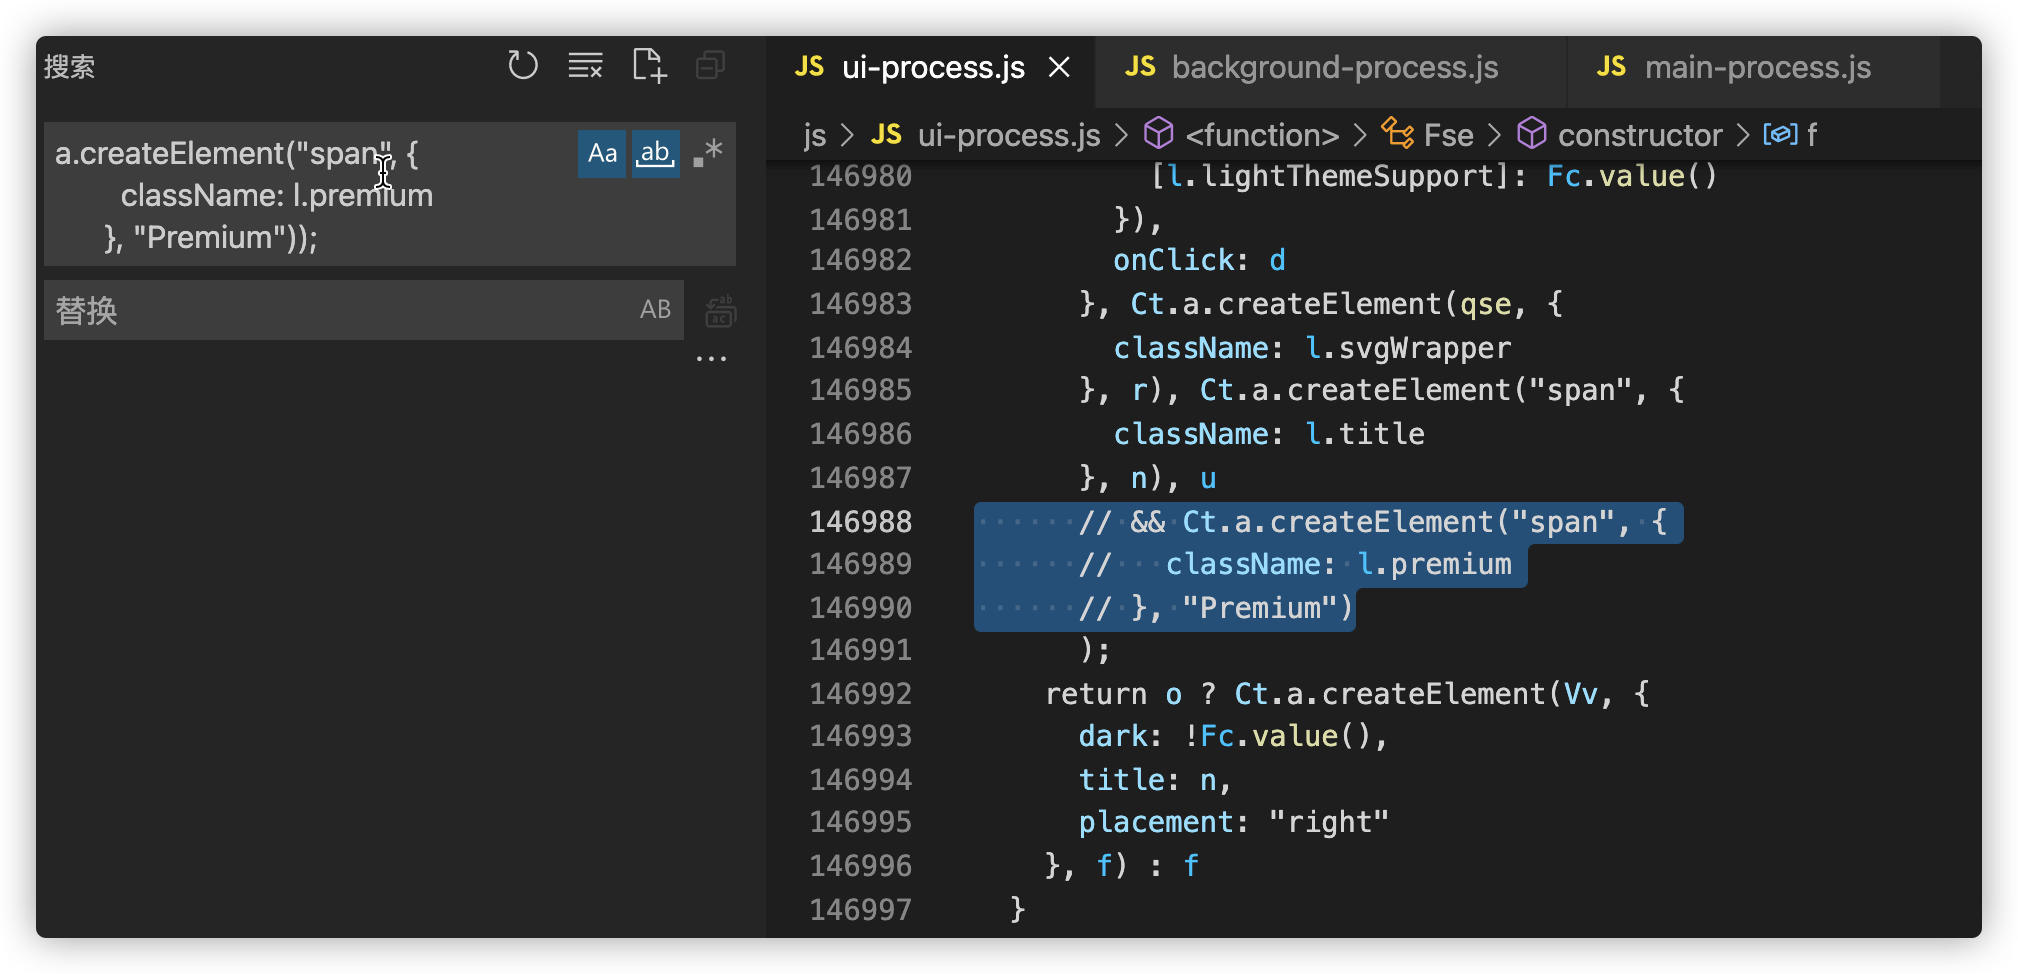 搜索
a.createElement("span", {
className: l.premium
}, "Premium"));
Aa
ab
.*
替换
AB
...
JS ui-process.js
JS background-process.js
JS main-process.js
js > JS ui-process.js > <function> > Fse > constructor > f
146980 [l.lightThemeSupport]: Fc.value()
146981 }),
146982 onClick: d
146983 }, Ct.a.createElement(qse, {
146984 className: l.svgWrapper
146985 }, r), Ct.a.createElement("span", {
146986 className: l.title
146987 }, n), u
146988 // && Ct.a.createElement("span", {
146989 //   className: l.premium
146990 // }, "Premium")
146991 );
146992 return o ? Ct.a.createElement(Vv, {
146993 dark: !Fc.value(),
146994 title: n,
146995 placement: "right"
146996 }, f) : f
146997 }